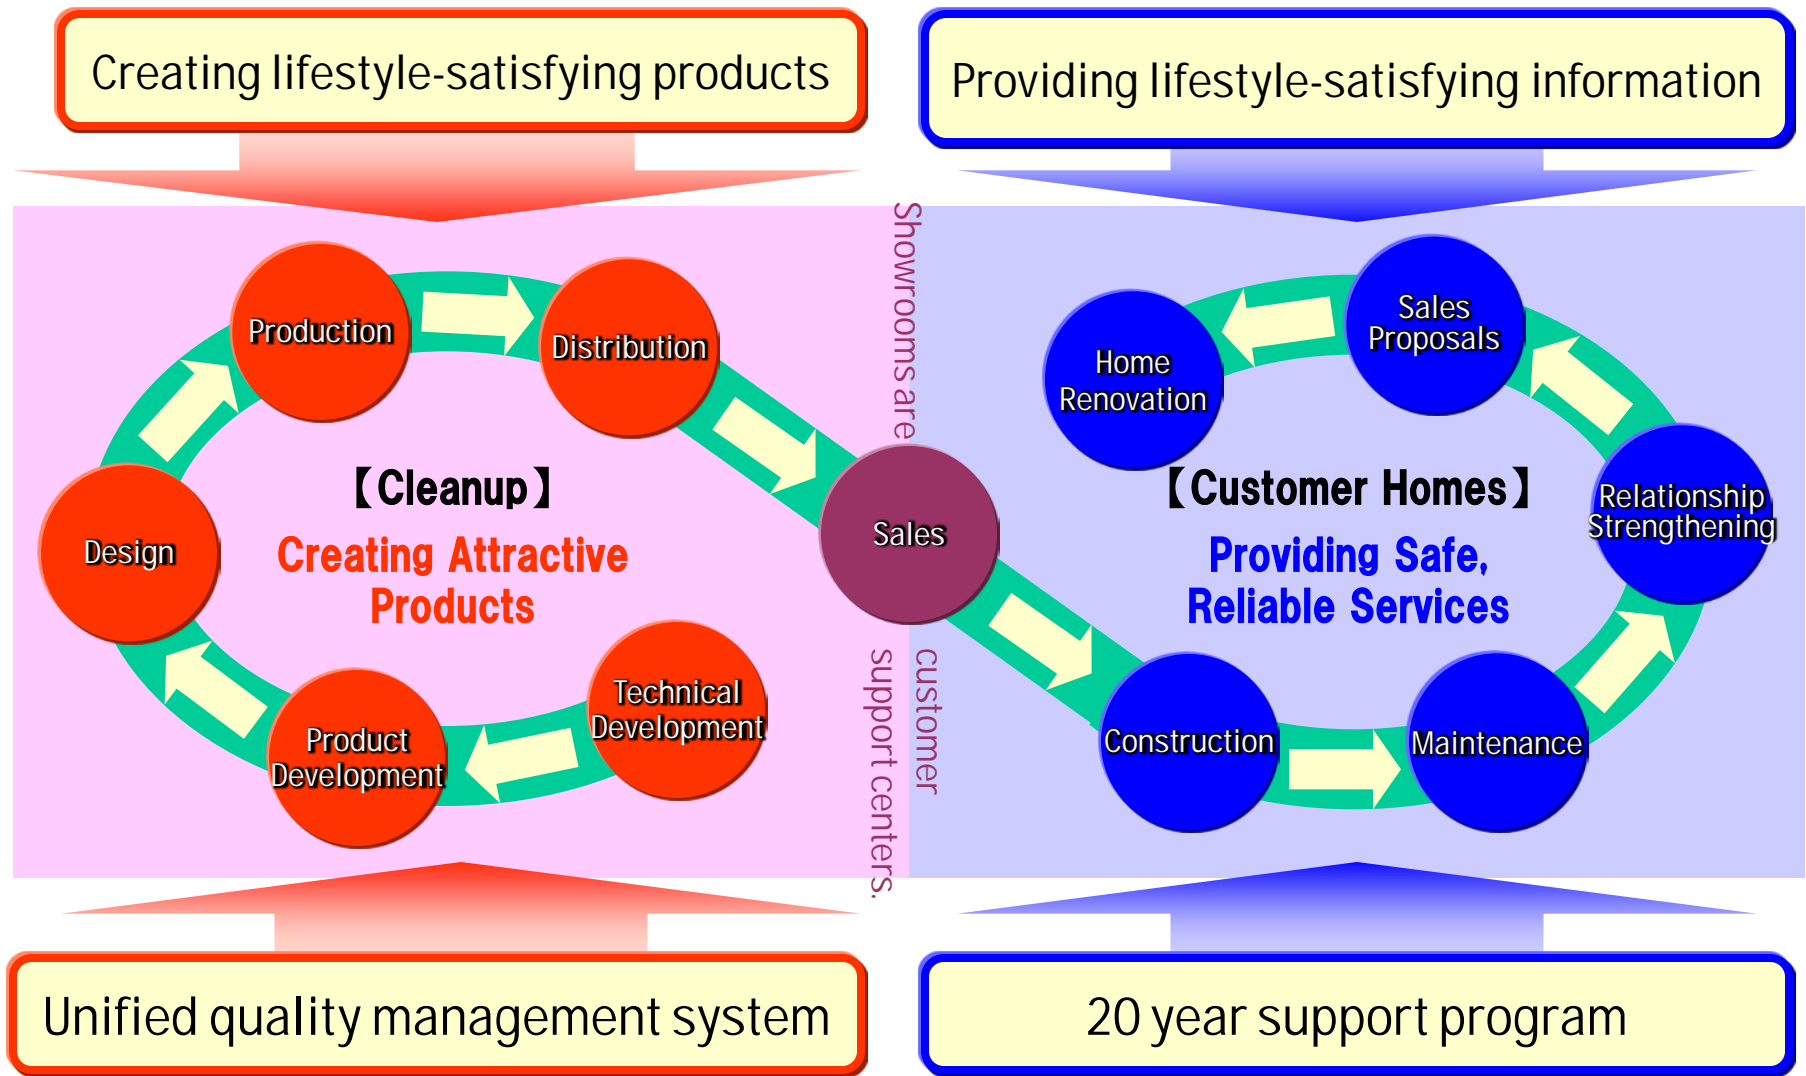 Creating lifestyle-satisfying products
Providing lifestyle-satisfying information
Showrooms are
customer
support centers.
Production
Distribution
Design
【Cleanup】
Creating Attractive
Products
Technical
Development
Product
Development
Sales
Sales
Proposals
Home
Renovation
【Customer Homes】
Providing Safe,
Reliable Services
Relationship
Strengthening
Construction
Maintenance
Unified quality management system
20 year support program